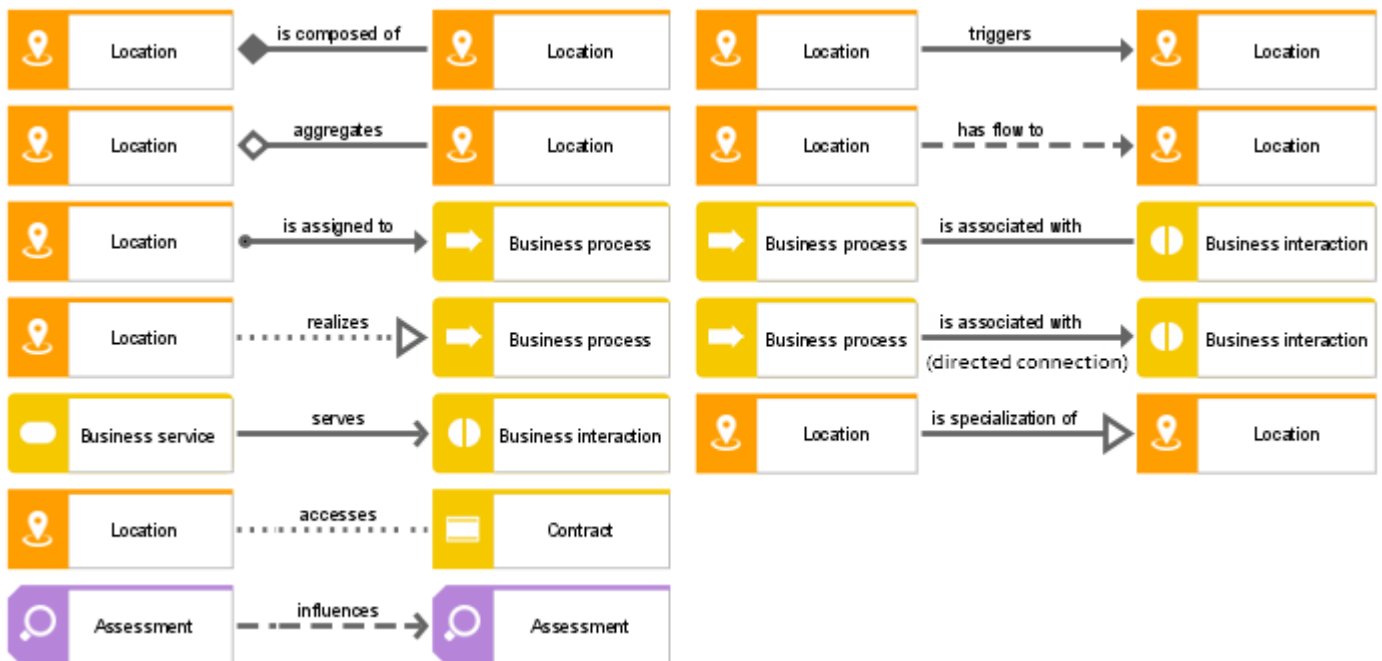 Location is composed of Location
Location aggregates Location
Location is assigned to Business process
Location realizes Business process
Business service serves Business interaction
Location accesses Contract
Assessment influences Assessment
Location triggers Location
Location has flow to Location
Business process is associated with Business interaction
Business process is associated with Business interaction
(directed connection)
Location is specialization of Location